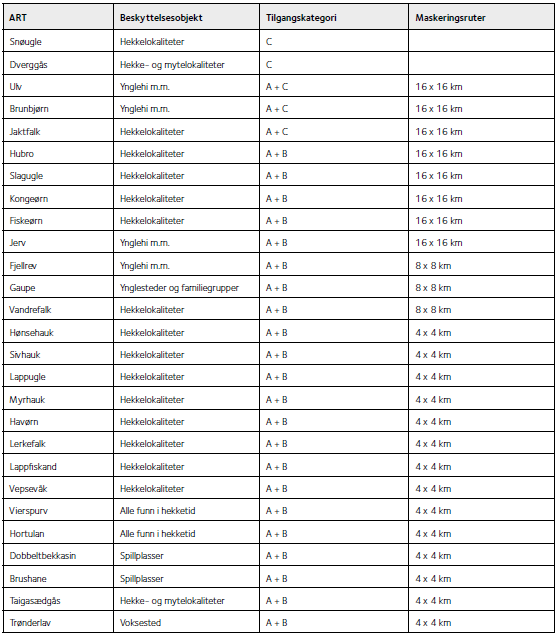 ART Beskyttelsesobjekt Tilgangskategori Maskeringsruter
Snøugle Hekkelokaliteter C
Dverggås Hekke- og mytelokaliteter C
Ulv Ynglehi m.m. A + C 16 x 16 km
Brunbjørn Ynglehi m.m. A + C 16 x 16 km
Jaktfalk Hekkelokaliteter A + C 16 x 16 km
Hubro Hekkelokaliteter A + B 16 x 16 km
Slagugle Hekkelokaliteter A + B 16 x 16 km
Kongeørn Hekkelokaliteter A + B 16 x 16 km
Fiskeørn Hekkelokaliteter A + B 16 x 16 km
Jerv Ynglehi m.m. A + B 16 x 16 km
Fjellrev Ynglehi m.m. A + B 8 x 8 km
Gaupe Ynglesteder og familiegrupper A + B 8 x 8 km
Vandrefalk Hekkelokaliteter A + B 8 x 8 km
Hønsehauk Hekkelokaliteter A + B 4 x 4 km
Sivhauk Hekkelokaliteter A + B 4 x 4 km
Lappugle Hekkelokaliteter A + B 4 x 4 km
Myrhauk Hekkelokaliteter A + B 4 x 4 km
Havørn Hekkelokaliteter A + B 4 x 4 km
Lerkefalk Hekkelokaliteter A + B 4 x 4 km
Lappfiskand Hekkelokaliteter A + B 4 x 4 km
Vepsevåk Hekkelokaliteter A + B 4 x 4 km
Vierspurv Alle funn i hekketid A + B 4 x 4 km
Hortulan Alle funn i hekketid A + B 4 x 4 km
Dobbeltbekkasin Spillplasser A + B 4 x 4 km
Brushane Spillplasser A + B 4 x 4 km
Taigasædgås Hekke- og mytelokaliteter A + B 4 x 4 km
Trønderlav Voksested A + B 4 x 4 km